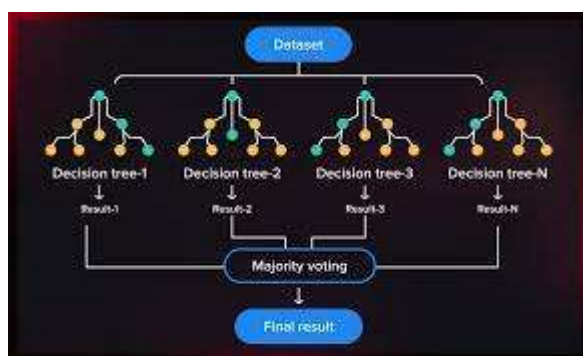 Dataset
Decision tree-1 Decision tree-2 Decision tree-3 Decision tree-N
Result-1 Result-2 Result-3 Result-N
Majority voting
Final result